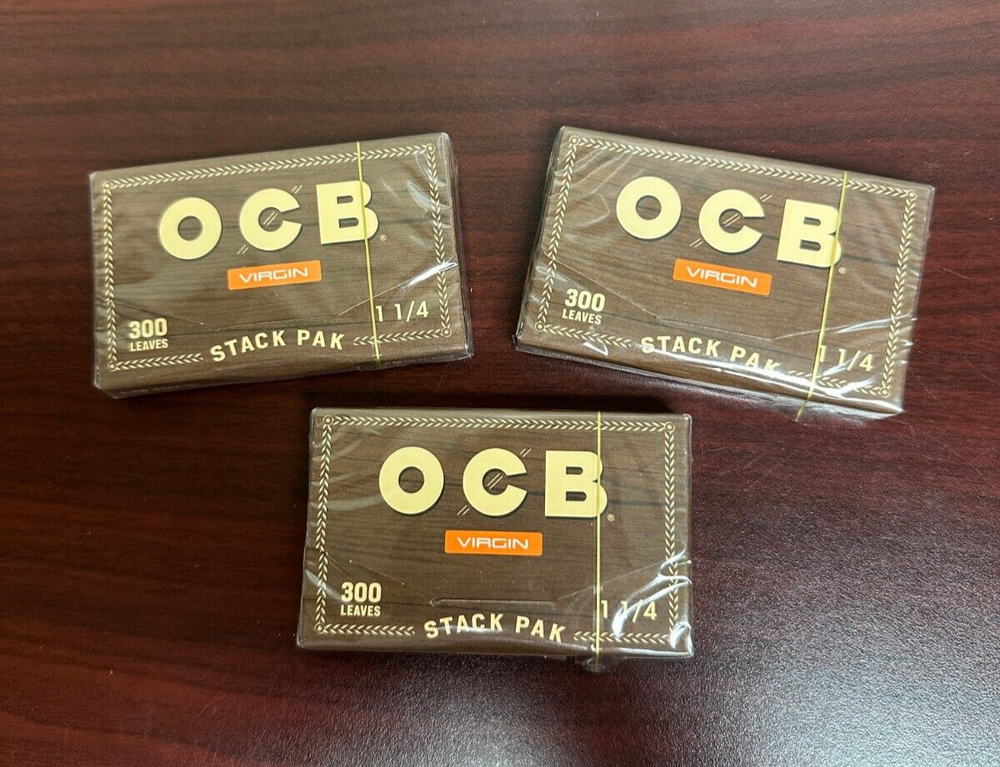 OCB®
VIRGIN
300
LEAVES
1 1/4
STACK PAK
OCB®
VIRGIN
300
LEAVES
1 1/4
STACK PAK
OCB®
VIRGIN
300
LEAVES
1 1/4
STACK PAK